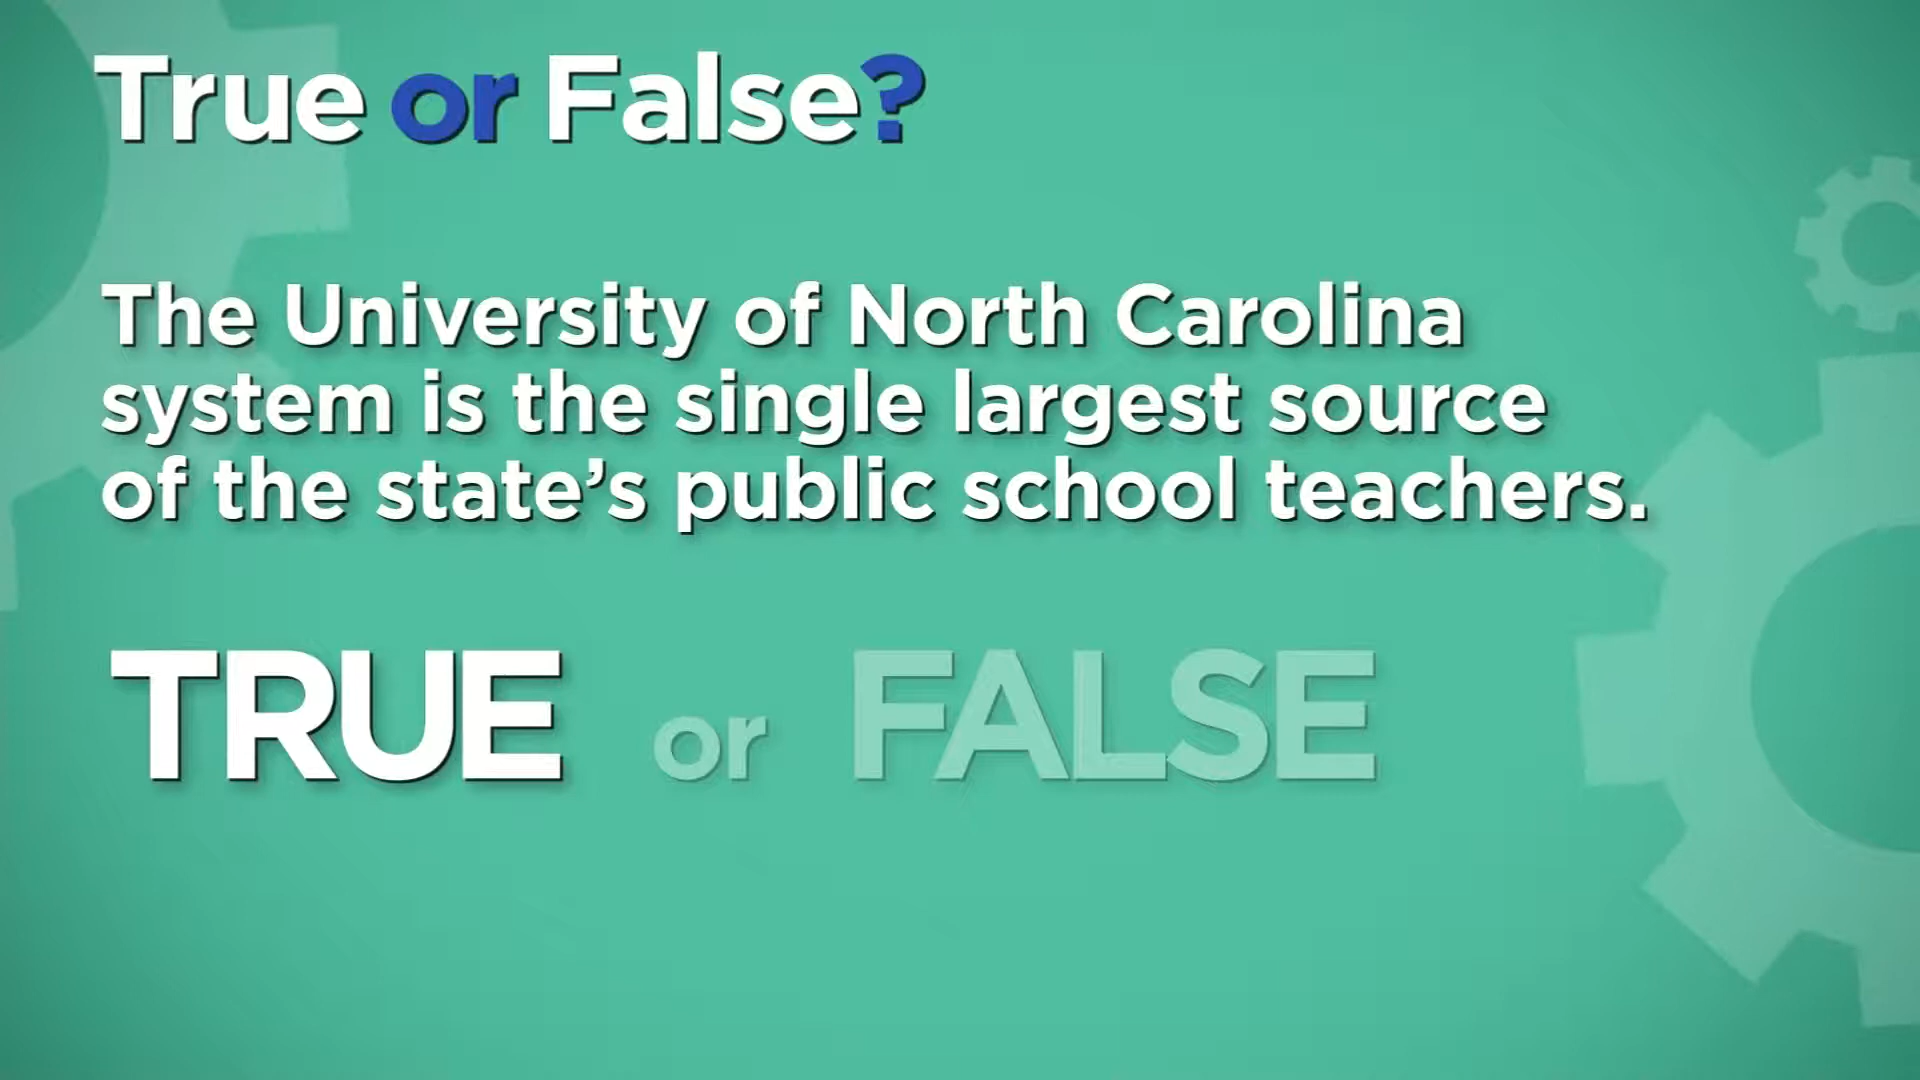 True or False?
The University of North Carolina
system is the single largest source
of the state’s public school teachers.
TRUE or FALSE